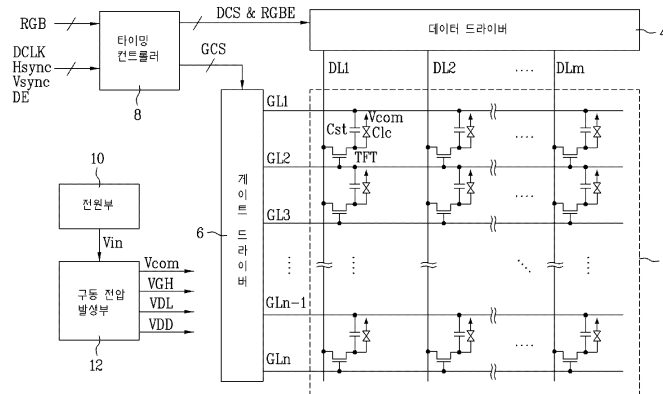 RGB
DCLK
Hsync
Vsync
DE
타이밍
컨트롤러
8
DCS & RGBE
GCS
데이터 드라이버
4
DL1
DL2
....
DLm
GL1
Vcom
Cst
Clc
GL2
TFT
....
GL3
....
게이트 드라이버
6
10
전원부
Vin
구동 전압
발생부
12
Vcom
VGH
VDL
VDD
GLn-1
....
GLn
....